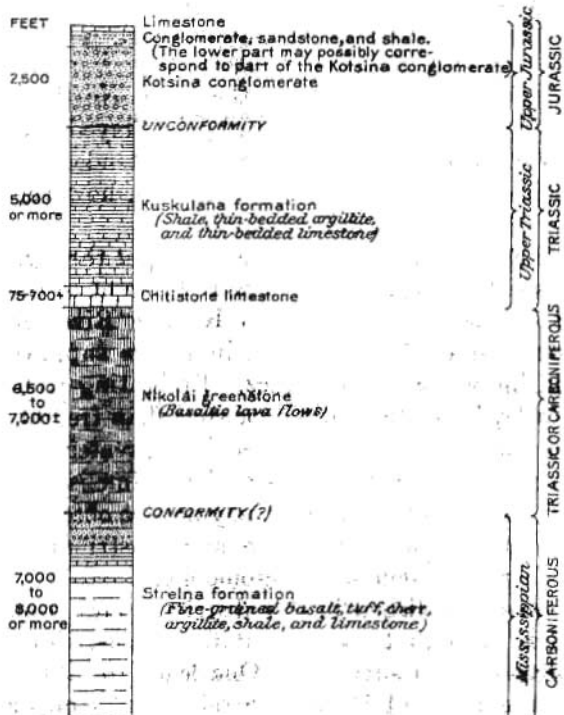 FEET
Limestone
Conglomerate, sandstone, and shale.
(The lower part may possibly corre-
spond to part of the Kotsina conglomerate)
2,500
Kotsina conglomerate
UNCONFORMITY
5,000
or more
Kuskulana formation
(Shale, thin-bedded argillite,
and thin-bedded limestone)
75-700±
Chitistone limestone
6,500
to
7,000±
Nikolai greenstone
(Basaltic lava flows)
CONFORMITY(?)
7,000
to
8,000
or more
Strelna formation
(Fine-grained basalt, tuff, chert,
argillite, shale, and limestone)
Upper Jurassic
JURASSIC
Upper Triassic
TRIASSIC
TRIASSIC OR CARBONIFEROUS
Mississippian
CARBONIFEROUS